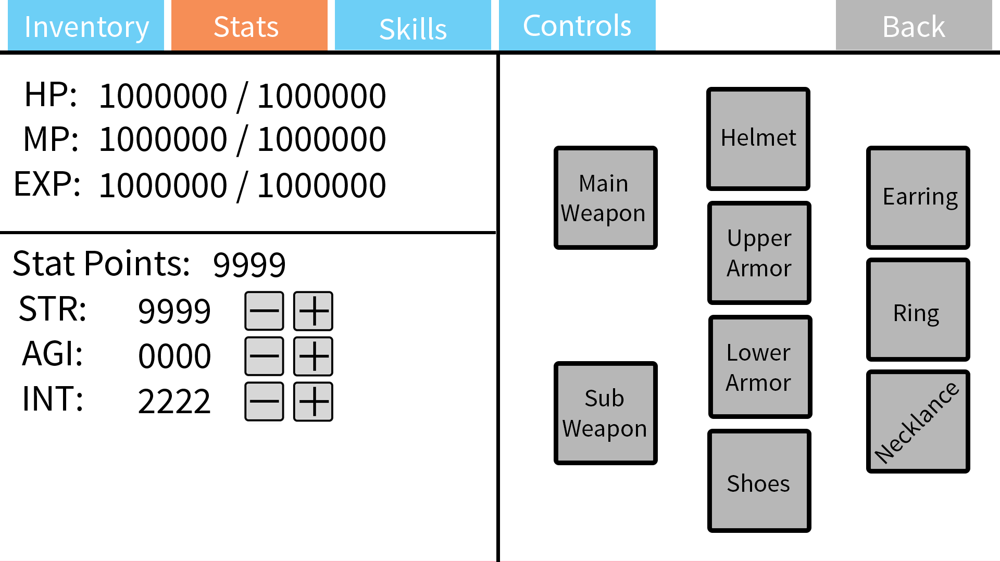 Inventory
Stats
Skills
Controls
Back
HP: 1000000 / 1000000
MP: 1000000 / 1000000
EXP: 1000000 / 1000000
Stat Points: 9999
STR: 9999 — +
AGI: 0000 — +
INT: 2222 — +
Main
Weapon
Sub
Weapon
Helmet
Upper
Armor
Lower
Armor
Shoes
Earring
Ring
Necklance